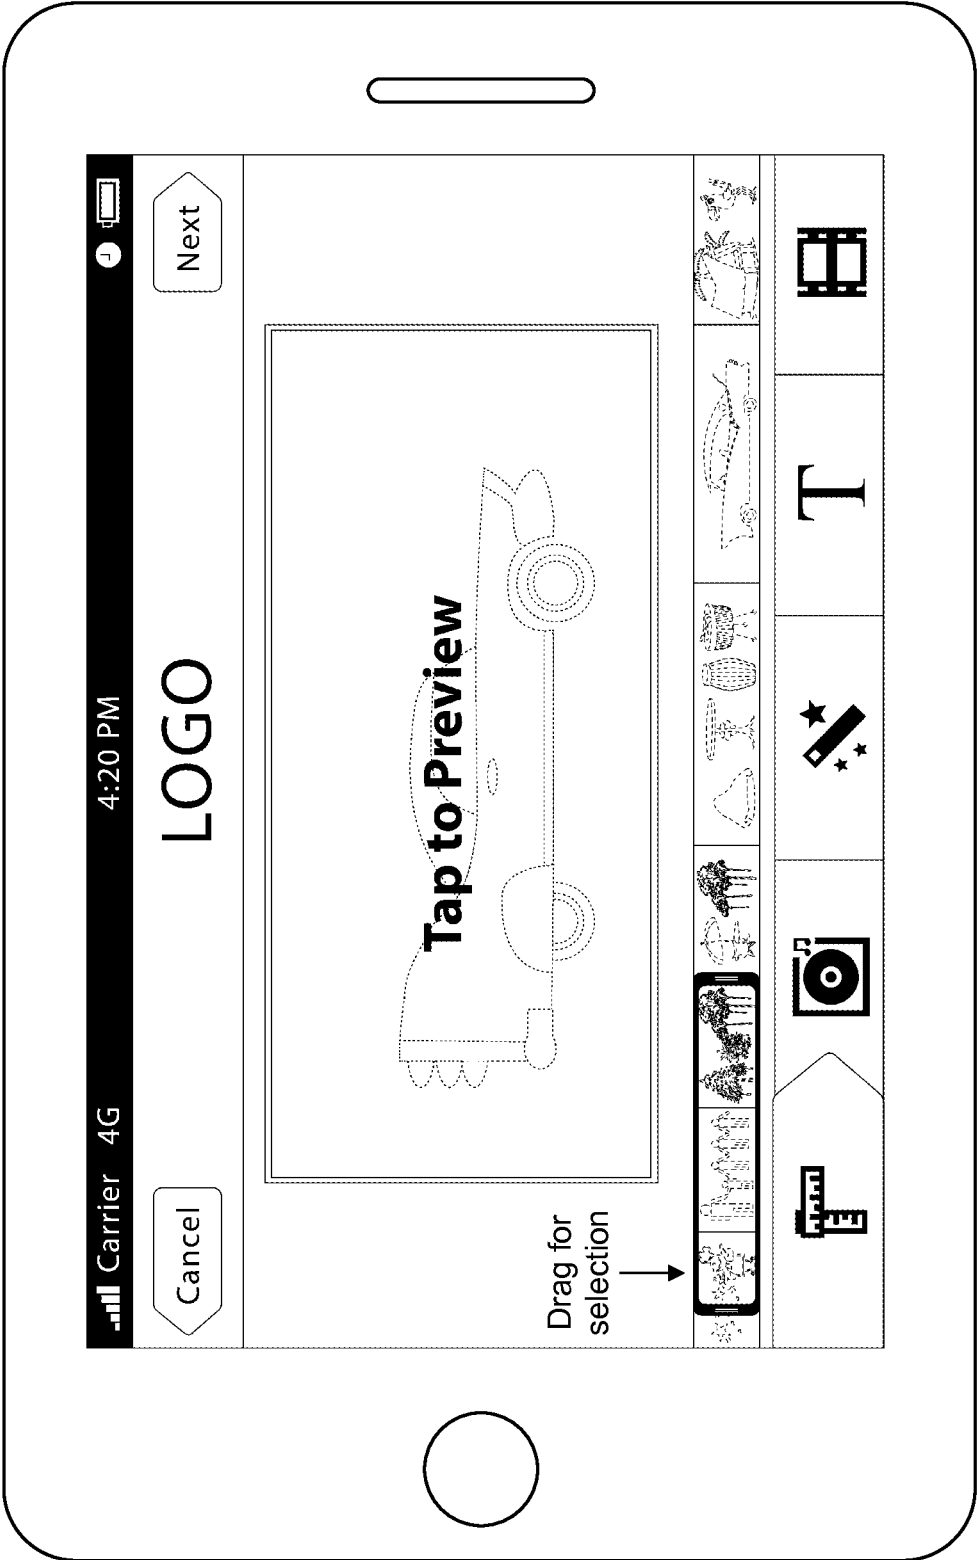 Carrier 4G 4:20 PM
Cancel LOGO Next
Tap to Preview
Drag for
selection
T